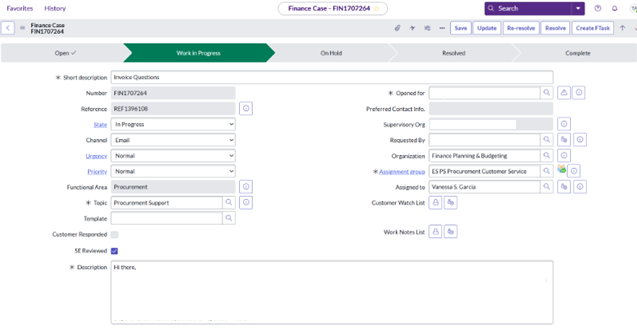 Favorites History Finance Case - FIN1707264 Search
Finance Case
FIN1707264
Save Update Re-resolve Resolve Create FTask
Open Work in Progress On Hold Resolved Complete
Short description Invoice Questions
Number FIN1707264 Opened for
Reference REF1396108 Preferred Contact Info.
State In Progress Supervisory Org
Channel Email Requested By
Urgency Normal Organization Finance Planning & Budgeting
Priority Normal Assignment group ES PS Procurement Customer Service
Functional Area Procurement Assigned to Vanessa S. Garcia
Topic Procurement Support Customer Watch List
Template
Customer Responded Work Notes List
SE Reviewed
Description Hi there,